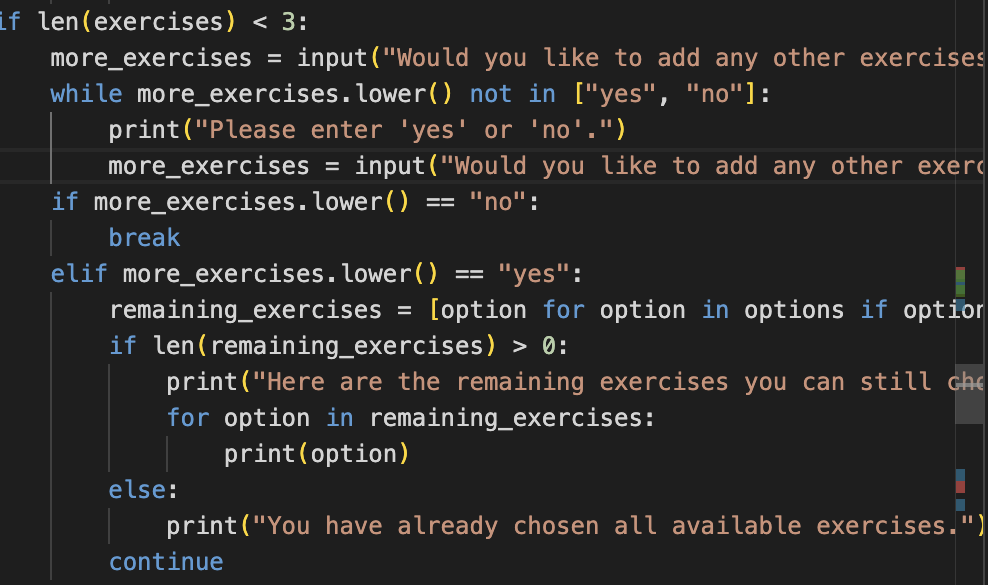 if len(exercises) < 3:
    more_exercises = input("Would you like to add any other exercises
    while more_exercises.lower() not in ["yes", "no"]:
        print("Please enter 'yes' or 'no'.")
        more_exercises = input("Would you like to add any other exerc
    if more_exercises.lower() == "no":
        break
    elif more_exercises.lower() == "yes":
        remaining_exercises = [option for option in options if option
        if len(remaining_exercises) > 0:
            print("Here are the remaining exercises you can still cho
            for option in remaining_exercises:
                print(option)
        else:
            print("You have already chosen all available exercises.")
        continue